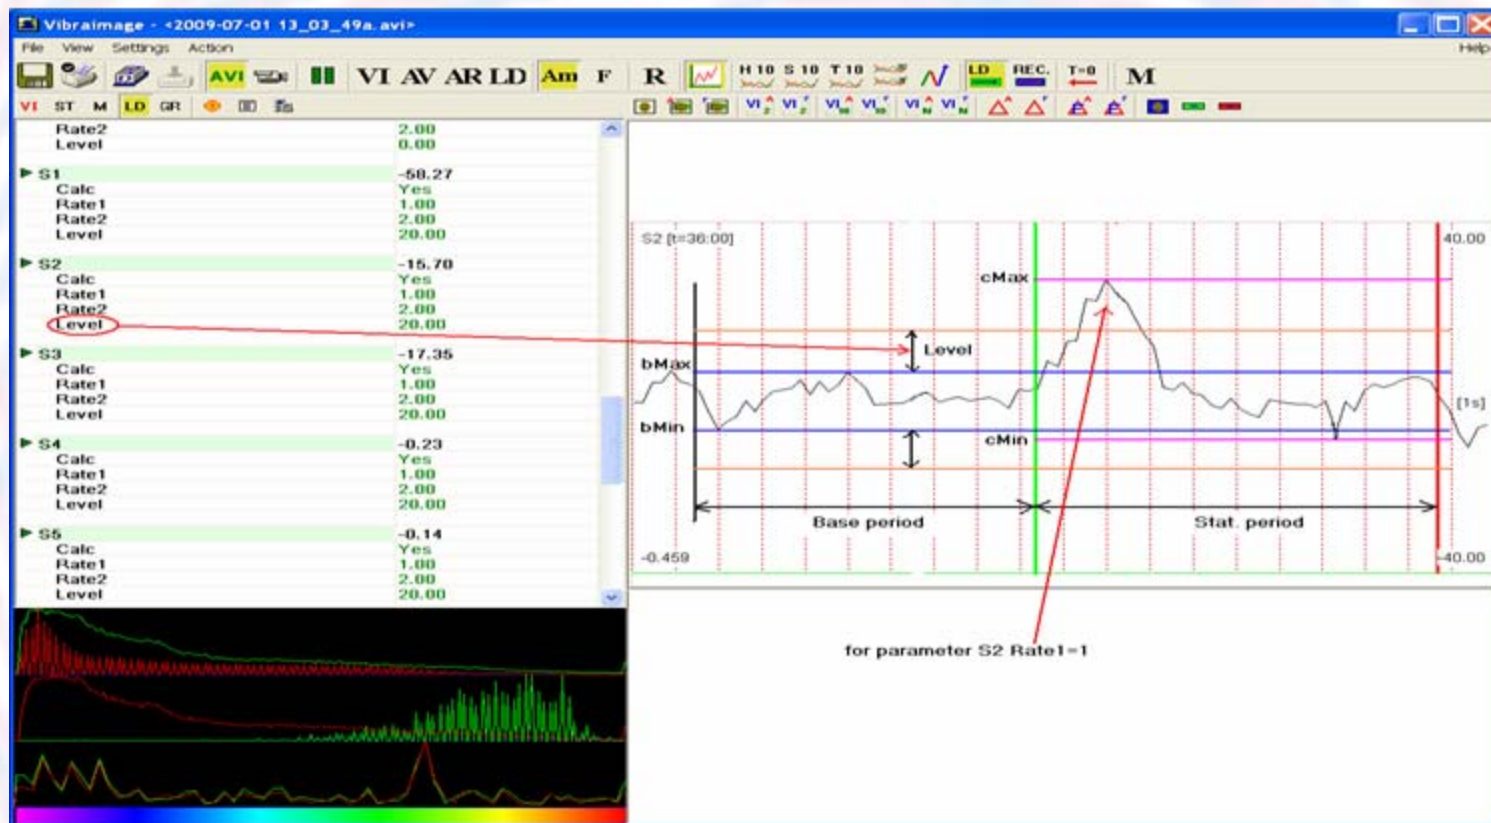 Vibraimage - <2009-07-01 13_03_49a.avi>
File View Settings Action Help
AVI VI AV AR LD Am F R H 10 S 10 T 10 LD REC. T=0 M
VI ST M LD GR
Rate2 2.00
Level 0.00
S1 -58.27
Calc Yes
Rate1 1.00
Rate2 2.00
Level 20.00
S2 -15.70
Calc Yes
Rate1 1.00
Rate2 2.00
Level 20.00
S3 -17.35
Calc Yes
Rate1 1.00
Rate2 2.00
Level 20.00
S4 -0.23
Calc Yes
Rate1 1.00
Rate2 2.00
Level 20.00
S5 -0.14
Calc Yes
Rate1 1.00
Rate2 2.00
Level 20.00
S2 [t=36:00] 40.00
cMax
Level
bMax
[1s]
bMin
cMin
Base period Stat. period
-0.459 -40.00
for parameter S2 Rate1=1